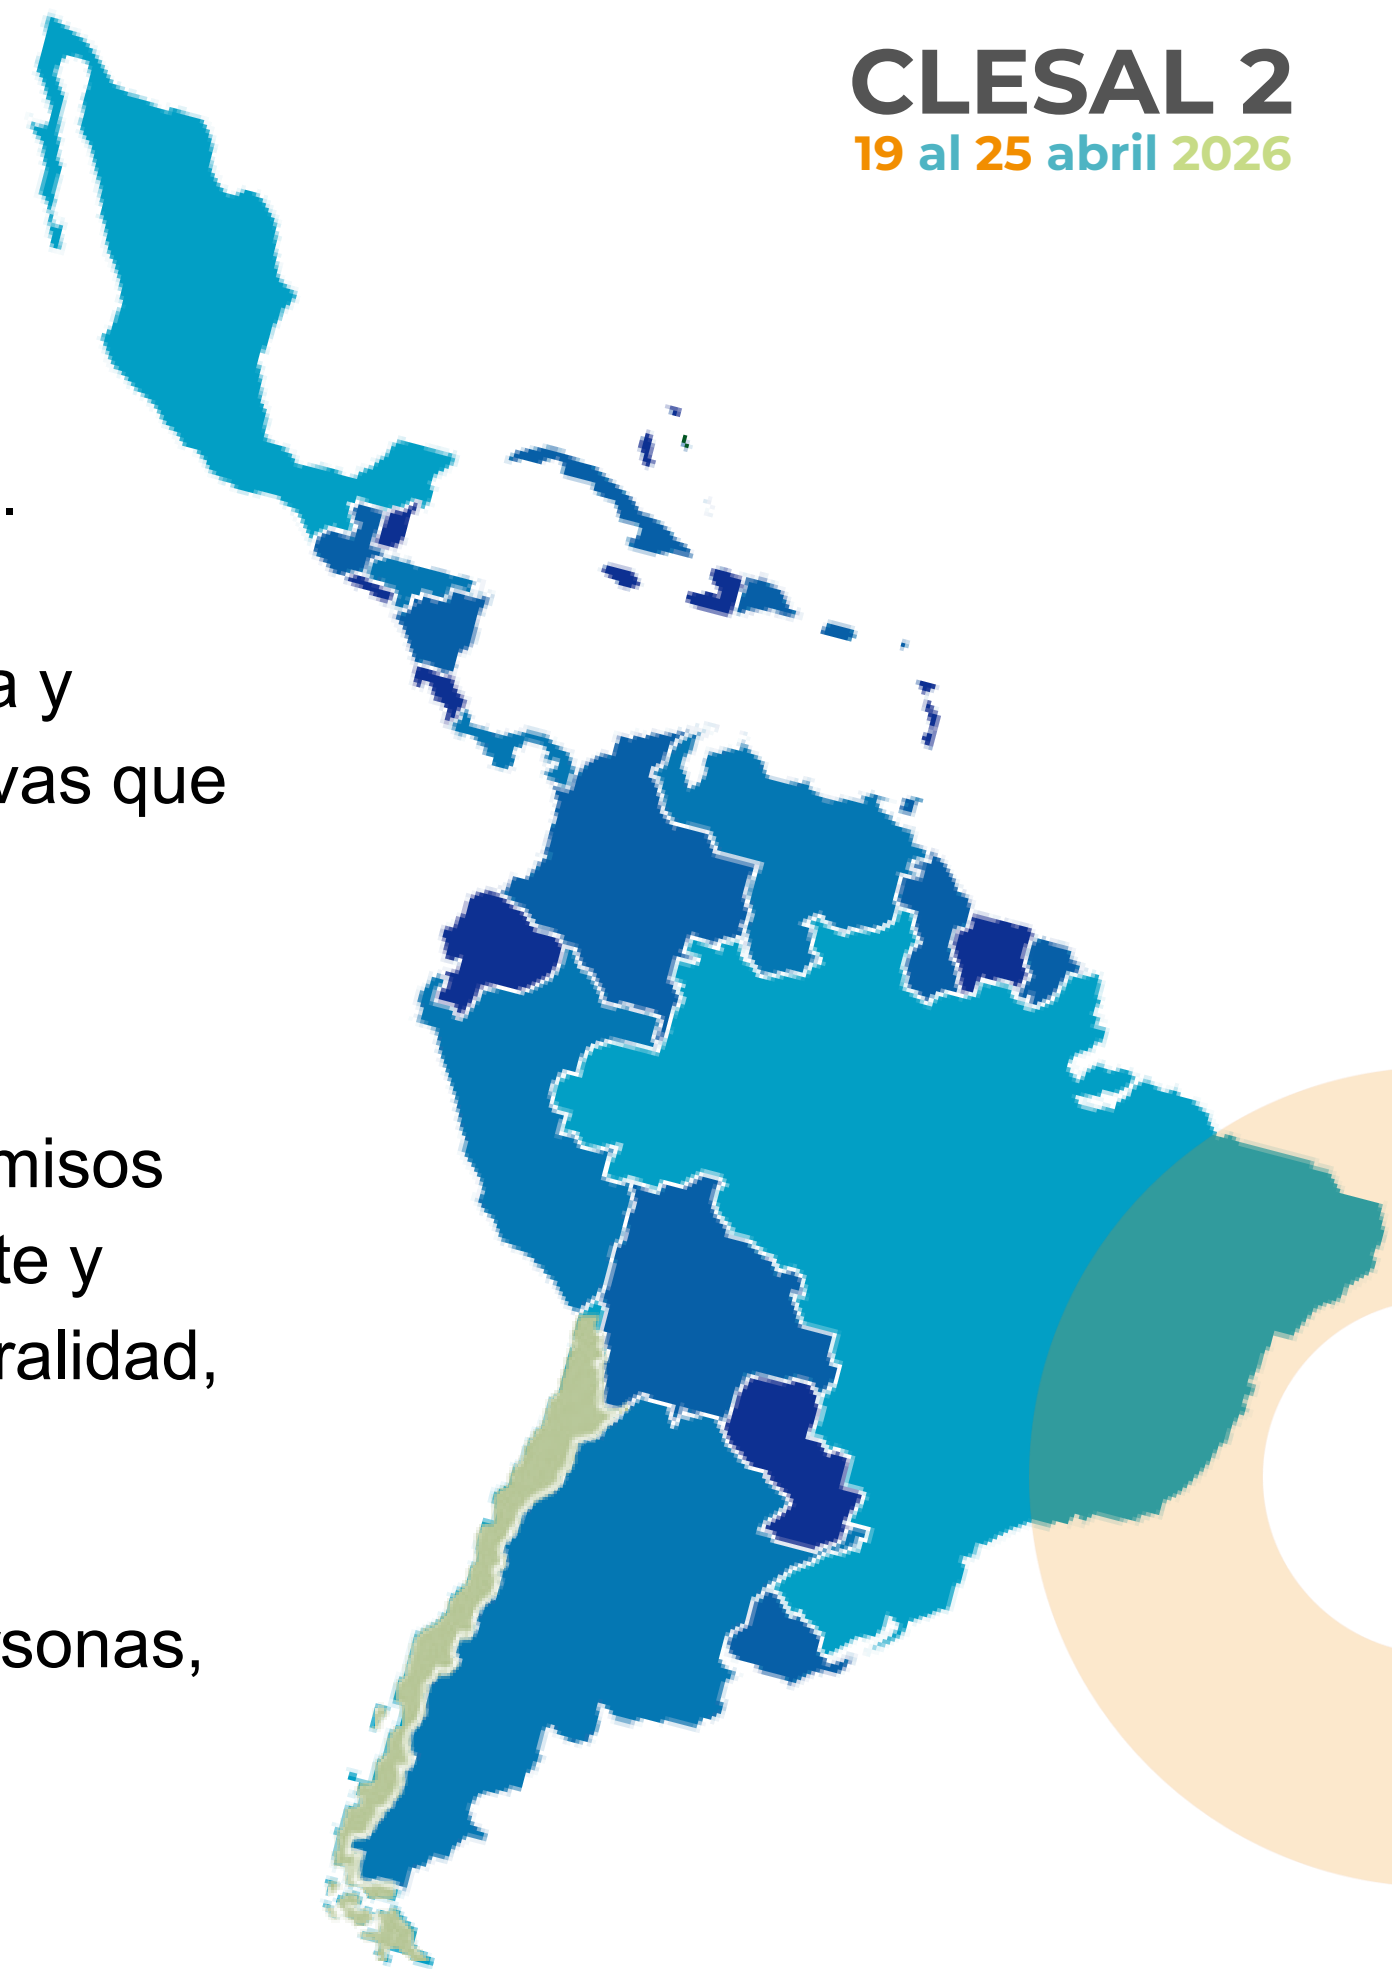 CLESAL 2
19 al 25 abril 2026
.
a y
vas que
misos
te y
ralidad,
sonas,